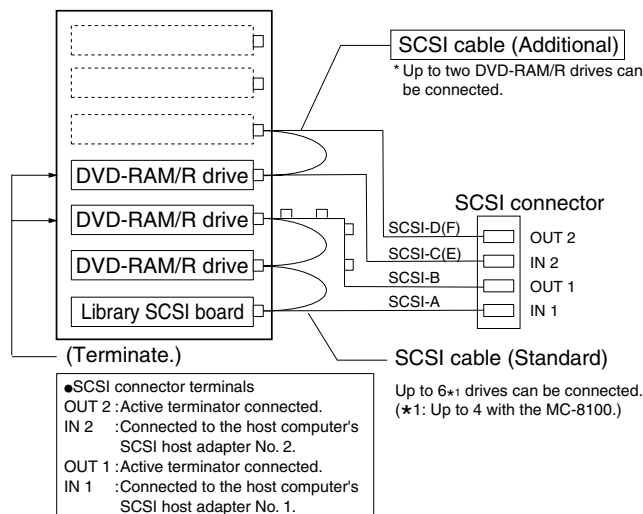 SCSI cable (Additional)
* Up to two DVD-RAM/R drives can
be connected.
DVD-RAM/R drive
DVD-RAM/R drive
DVD-RAM/R drive
Library SCSI board
SCSI connector
SCSI-D(F)
OUT 2
SCSI-C(E)
IN 2
SCSI-B
OUT 1
SCSI-A
IN 1
(Terminate.)
SCSI cable (Standard)
Up to 6*1 drives can be connected.
(*1: Up to 4 with the MC-8100.)
●SCSI connector terminals
OUT 2 :Active terminator connected.
IN 2 :Connected to the host computer's
SCSI host adapter No. 2.
OUT 1 :Active terminator connected.
IN 1 :Connected to the host computer's
SCSI host adapter No. 1.